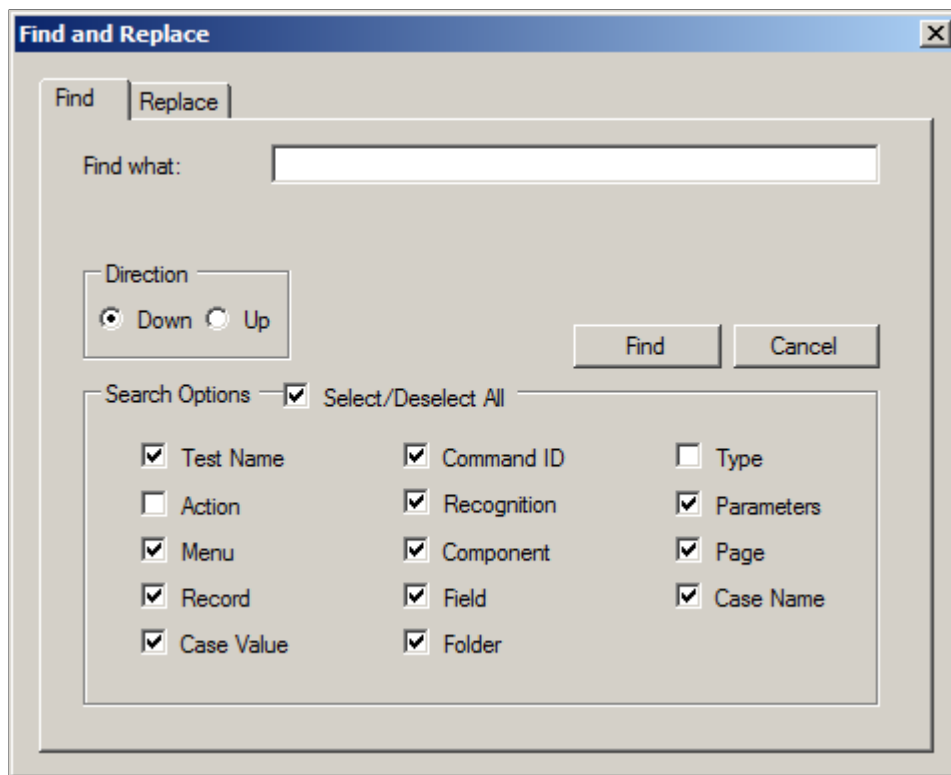 Find and Replace
Find Replace
Find what:
Direction
Down Up
Find Cancel
Search Options Select/Deselect All
Test Name Command ID Type
Action Recognition Parameters
Menu Component Page
Record Field Case Name
Case Value Folder